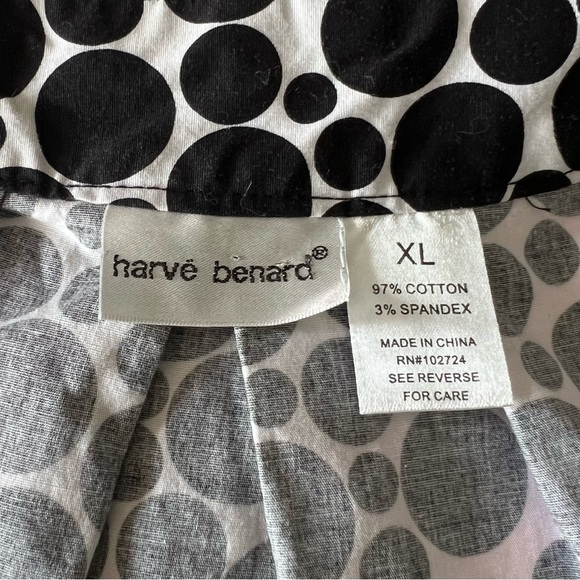 harvé benard®
XL
97% COTTON
3% SPANDEX
MADE IN CHINA
RN#102724
SEE REVERSE
FOR CARE